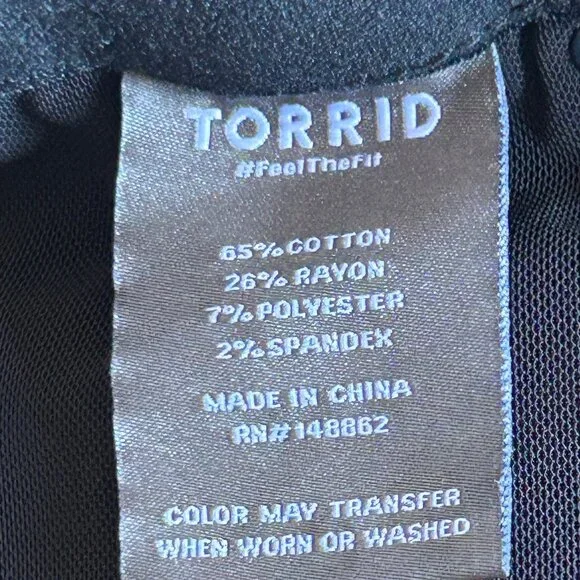 TORRID
#FeelTheFit
65% COTTON
26% RAYON
7% POLYESTER
2% SPANDEX
MADE IN CHINA
RN# 148862
COLOR MAY TRANSFER
WHEN WORN OR WASHED